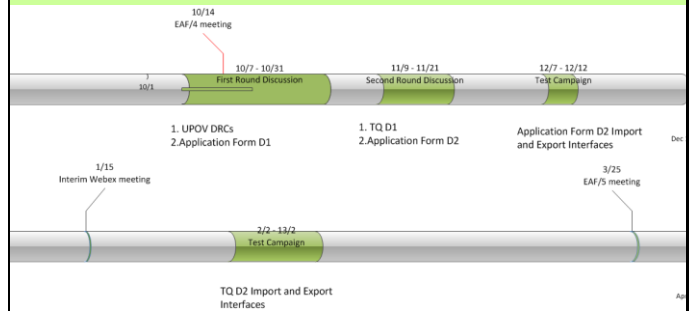 10/14
EAF/4 meeting
10/7 - 10/31
First Round Discussion
11/9 - 11/21
Second Round Discussion
12/7 - 12/12
Test Campaign
10/1
1. UPOV DRCs
2.Application Form D1
1. TQ D1
2.Application Form D2
Application Form D2 Import
and Export Interfaces
Dec
1/15
Interim Webex meeting
3/25
EAF/5 meeting
2/2 - 13/2
Test Campaign
TQ D2 Import and Export
Interfaces
Ap